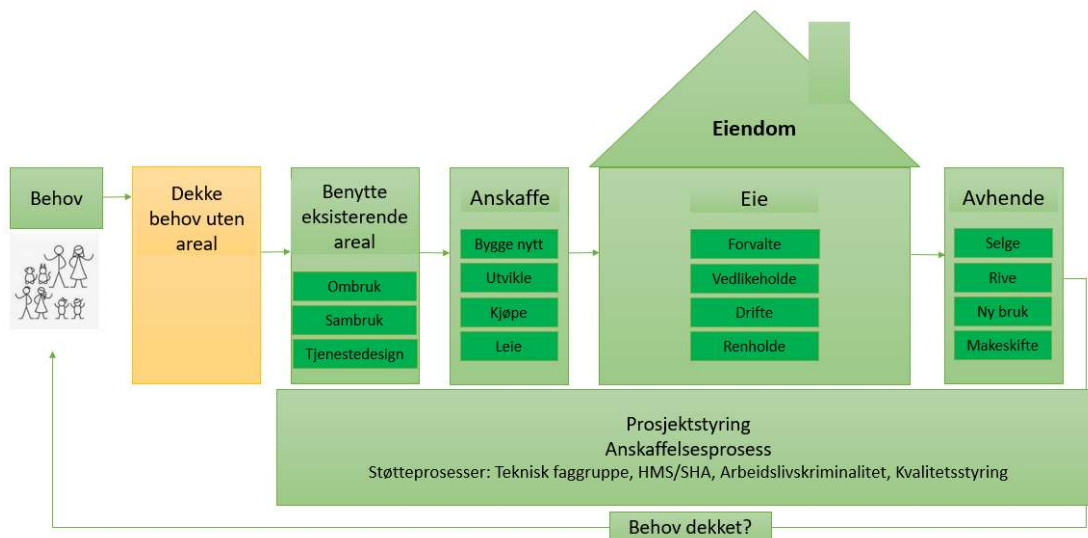 Eiendom
Behov
Dekke
behov uten
areal
Benytte
eksisterende
areal
Ombruk
Sambruk
Tjenestedesign
Anskaffe
Bygge nytt
Utvikle
Kjøpe
Leie
Eie
Forvalte
Vedlikeholde
Drifte
Renholde
Avhende
Selge
Rive
Ny bruk
Makeskifte
Prosjektstyring
Anskaffelsesprosess
Støtteprosesser: Teknisk faggruppe, HMS/SHA, Arbeidslivskriminalitet, Kvalitetsstyring
Behov dekket?